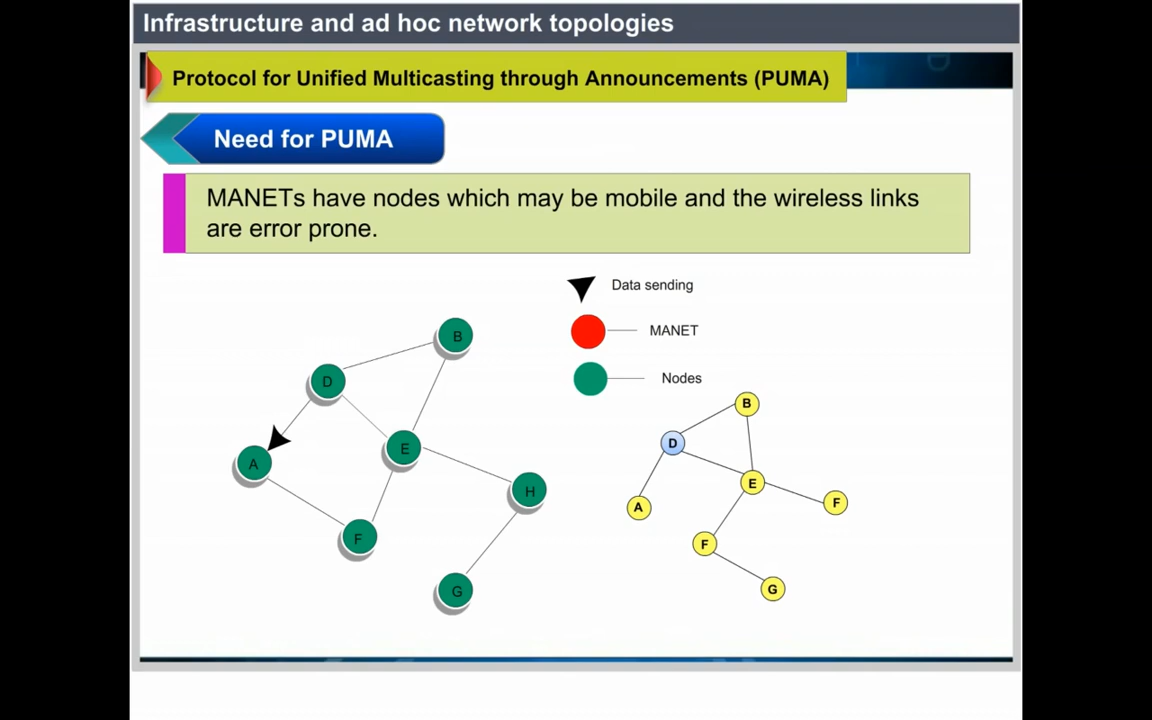 Infrastructure and ad hoc network topologies
Protocol for Unified Multicasting through Announcements (PUMA)
Need for PUMA
MANETs have nodes which may be mobile and the wireless links
are error prone.
Data sending
MANET
Nodes
B
D
E
A
H
F
G
B
D
E
F
A
F
G